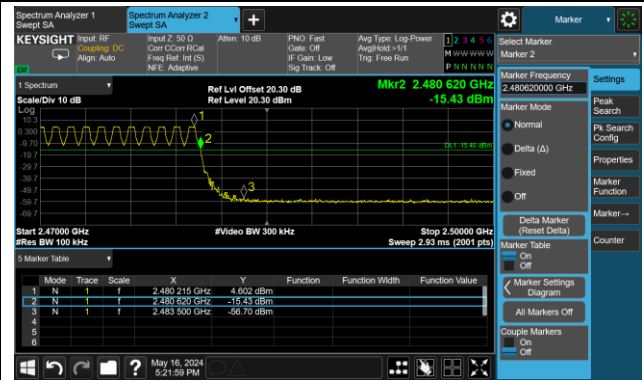 Spectrum Analyzer 1
Swept SA
Spectrum Analyzer 2
Swept SA
Marker
KEYSIGHT
Input: RF
Coupling: DC
Align: Auto
Input Z: 50 Ω
Corr CCorr RCal
Freq Ref: Int (S)
NFE: Adaptive
Atten: 10 dB
PNO: Fast
Gate: Off
IF Gain: Low
Sig Track: Off
Avg Type: Log-Power
Avg|Hold:>1/1
Trig: Free Run
1 2 3 4 5 6
M W W W W W
P N N N N N
Select Marker
Marker 2
1 Spectrum
Scale/Div 10 dB
Ref Lvl Offset 20.30 dB
Ref Level 20.30 dBm
Mkr2 2.480 620 GHz
-15.43 dBm
Log
10.3
0.300
-9.70
-19.7
-29.7
-39.7
-49.7
-59.7
-69.7
1
2
3
DL1 -15.40 dBm
Start 2.47000 GHz
#Res BW 100 kHz
#Video BW 300 kHz
Stop 2.50000 GHz
Sweep 2.93 ms (2001 pts)
5 Marker Table
Mode Trace Scale X Y Function Function Width Function Value
1 N 1 f 2.480 215 GHz 4.602 dBm
2 N 1 f 2.480 620 GHz -15.43 dBm
3 N 1 f 2.483 500 GHz -56.70 dBm
4
5
6
Marker Frequency
2.480620000 GHz
Marker Mode
Normal
Delta (Δ)
Fixed
Off
Delta Marker
(Reset Delta)
Marker Table
On
Off
Marker Settings
Diagram
All Markers Off
Couple Markers
On
Off
Settings
Peak
Search
Pk Search
Config
Properties
Marker
Function
Marker→
Counter
May 16, 2024
5:21:59 PM